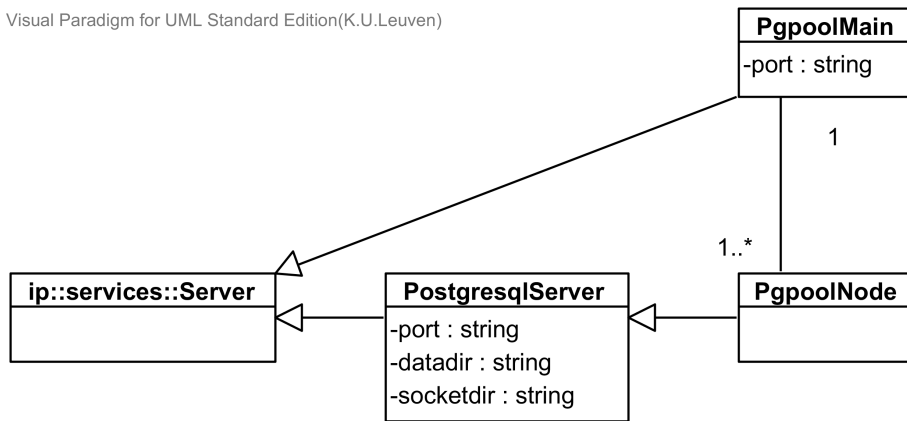 Visual Paradigm for UML Standard Edition(K.U.Leuven)
PgpoolMain
-port : string
1
1..*
ip::services::Server
PostgresqlServer
-port : string
-datadir : string
-socketdir : string
PgpoolNode